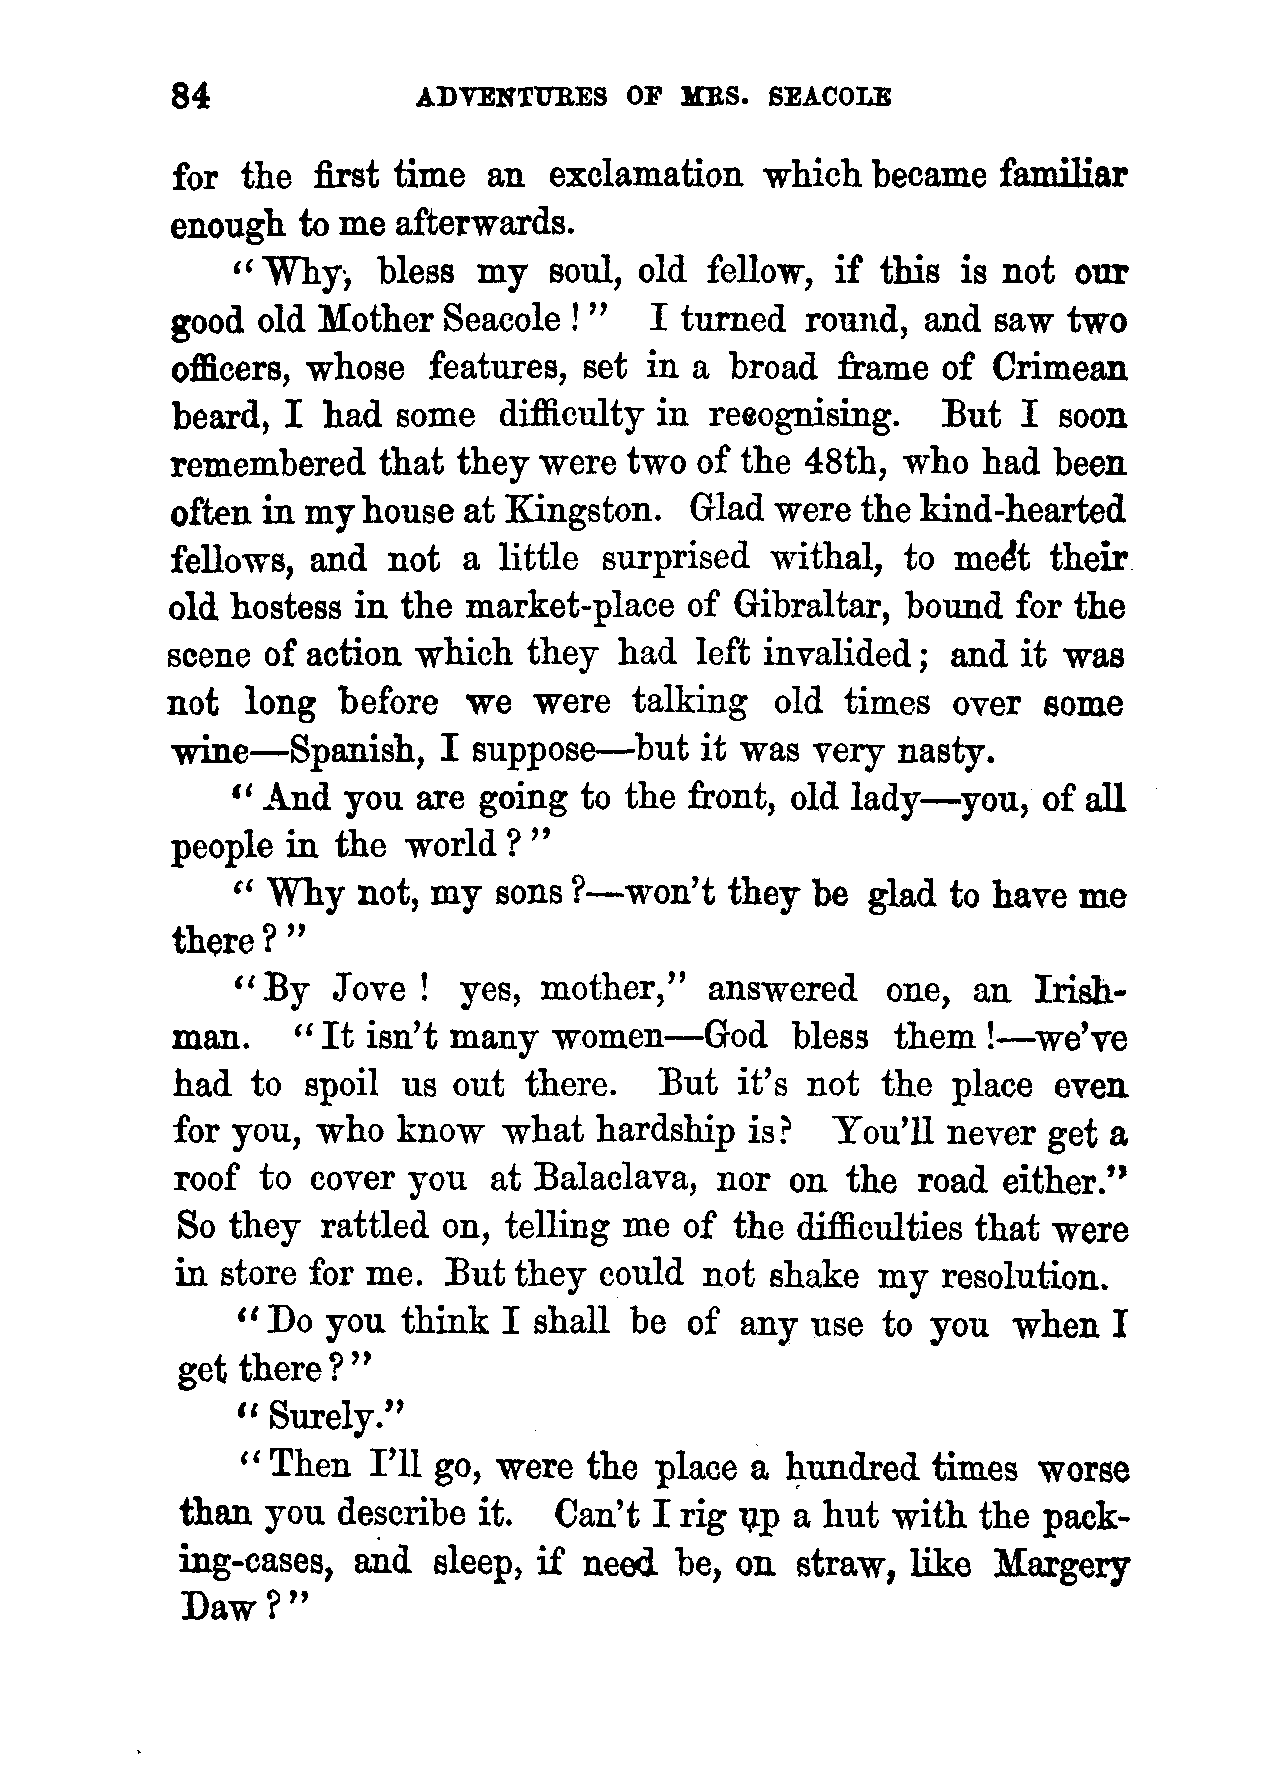 84 ADVENTURES OF MRS. SEACOLE
for the first time an exclamation which became familiar
enough to me afterwards.
“Why, bless my soul, old fellow, if this is not our
good old Mother Seacole!” I turned round, and saw two
officers, whose features, set in a broad frame of Crimean
beard, I had some difficulty in recognising. But I soon
remembered that they were two of the 48th, who had been
often in my house at Kingston. Glad were the kind-hearted
fellows, and not a little surprised withal, to meet their
old hostess in the market-place of Gibraltar, bound for the
scene of action which they had left invalided; and it was
not long before we were talking old times over some
wine—Spanish, I suppose—but it was very nasty.
“And you are going to the front, old lady—you, of all
people in the world?”
“Why not, my sons?—won't they be glad to have me
there?”
“By Jove! yes, mother,” answered one, an Irish-
man. “It isn't many women—God bless them!—we've
had to spoil us out there. But it's not the place even
for you, who know what hardship is? You'll never get a
roof to cover you at Balaclava, nor on the road either.”
So they rattled on, telling me of the difficulties that were
in store for me. But they could not shake my resolution.
“Do you think I shall be of any use to you when I
get there?”
“Surely.”
“Then I'll go, were the place a hundred times worse
than you describe it. Can't I rig up a hut with the pack-
ing-cases, and sleep, if need be, on straw, like Margery
Daw?”